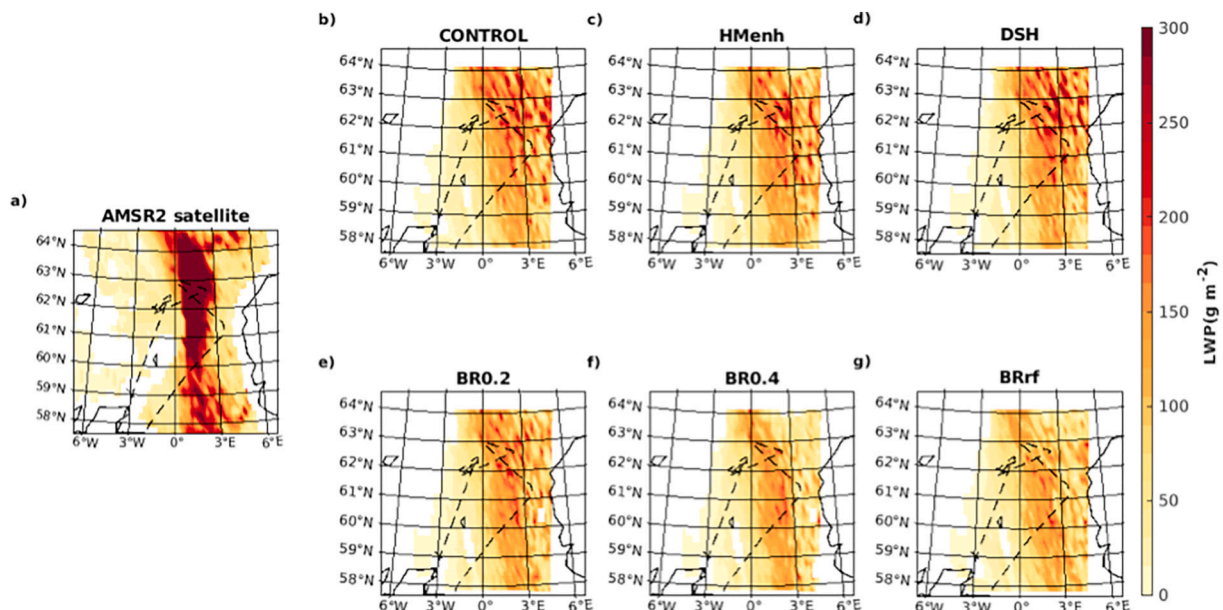 a)
AMSR2 satellite
64°N
63°N
62°N
61°N
60°N
59°N
58°N
6°W
3°W
0°
3°E
6°E
b)
CONTROL
64°N
63°N
62°N
61°N
60°N
59°N
58°N
6°W
3°W
0°
3°E
6°E
c)
HMenh
64°N
63°N
62°N
61°N
60°N
59°N
58°N
6°W
3°W
0°
3°E
6°E
d)
DSH
64°N
63°N
62°N
61°N
60°N
59°N
58°N
6°W
3°W
0°
3°E
6°E
e)
BR0.2
64°N
63°N
62°N
61°N
60°N
59°N
58°N
6°W
3°W
0°
3°E
6°E
f)
BR0.4
64°N
63°N
62°N
61°N
60°N
59°N
58°N
6°W
3°W
0°
3°E
6°E
g)
BRrf
64°N
63°N
62°N
61°N
60°N
59°N
58°N
6°W
3°W
0°
3°E
6°E
300
250
200
150
100
50
0
LWP(g m⁻²)